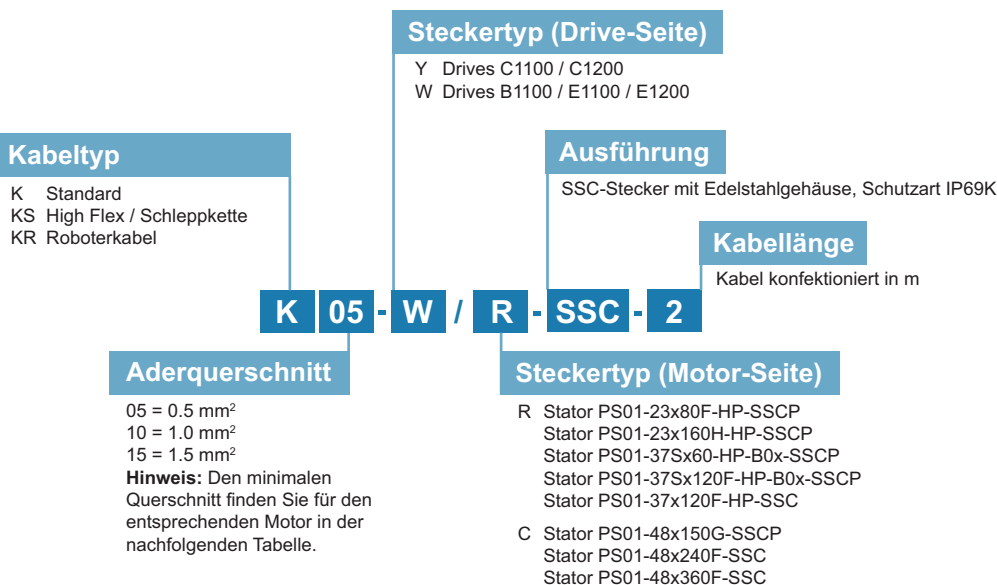 Steckertyp (Drive-Seite)
Y Drives C1100 / C1200
W Drives B1100 / E1100 / E1200
Kabeltyp
K Standard
KS High Flex / Schleppkette
KR Roboterkabel
Ausführung
SSC-Stecker mit Edelstahlgehäuse, Schutzart IP69K
Kabellänge
Kabel konfektioniert in m
K 05 - W / R - SSC - 2
Aderquerschnitt
05 = 0.5 mm²
10 = 1.0 mm²
15 = 1.5 mm²
Hinweis: Den minimalen
Querschnitt finden Sie für den
entsprechenden Motor in der
nachfolgenden Tabelle.
Steckertyp (Motor-Seite)
R Stator PS01-23x80F-HP-SSCP
Stator PS01-23x160H-HP-SSCP
Stator PS01-37Sx60-HP-B0x-SSCP
Stator PS01-37Sx120F-HP-B0x-SSCP
Stator PS01-37x120F-HP-SSC
C Stator PS01-48x150G-SSCP
Stator PS01-48x240F-SSC
Stator PS01-48x360F-SSC